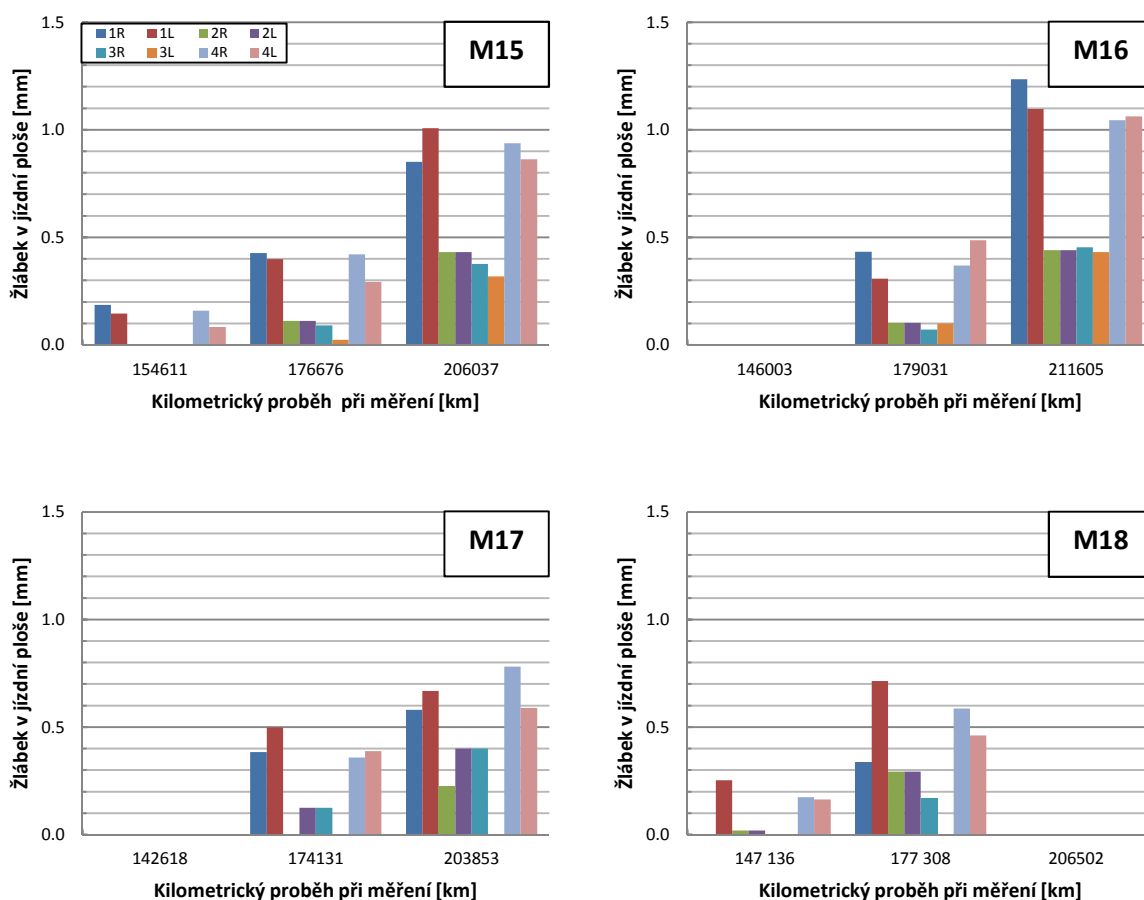 1R 1L 2R 2L
3R 3L 4R 4L
M15
Žlábek v jízdní ploše [mm]
1.5
1.0
0.5
0.0
154611 176676 206037
Kilometrický proběh při měření [km]
M16
Žlábek v jízdní ploše [mm]
1.5
1.0
0.5
0.0
146003 179031 211605
Kilometrický proběh při měření [km]
M17
Žlábek v jízdní ploše [mm]
1.5
1.0
0.5
0.0
142618 174131 203853
Kilometrický proběh při měření [km]
M18
Žlábek v jízdní ploše [mm]
1.5
1.0
0.5
0.0
147 136 177 308 206502
Kilometrický proběh při měření [km]